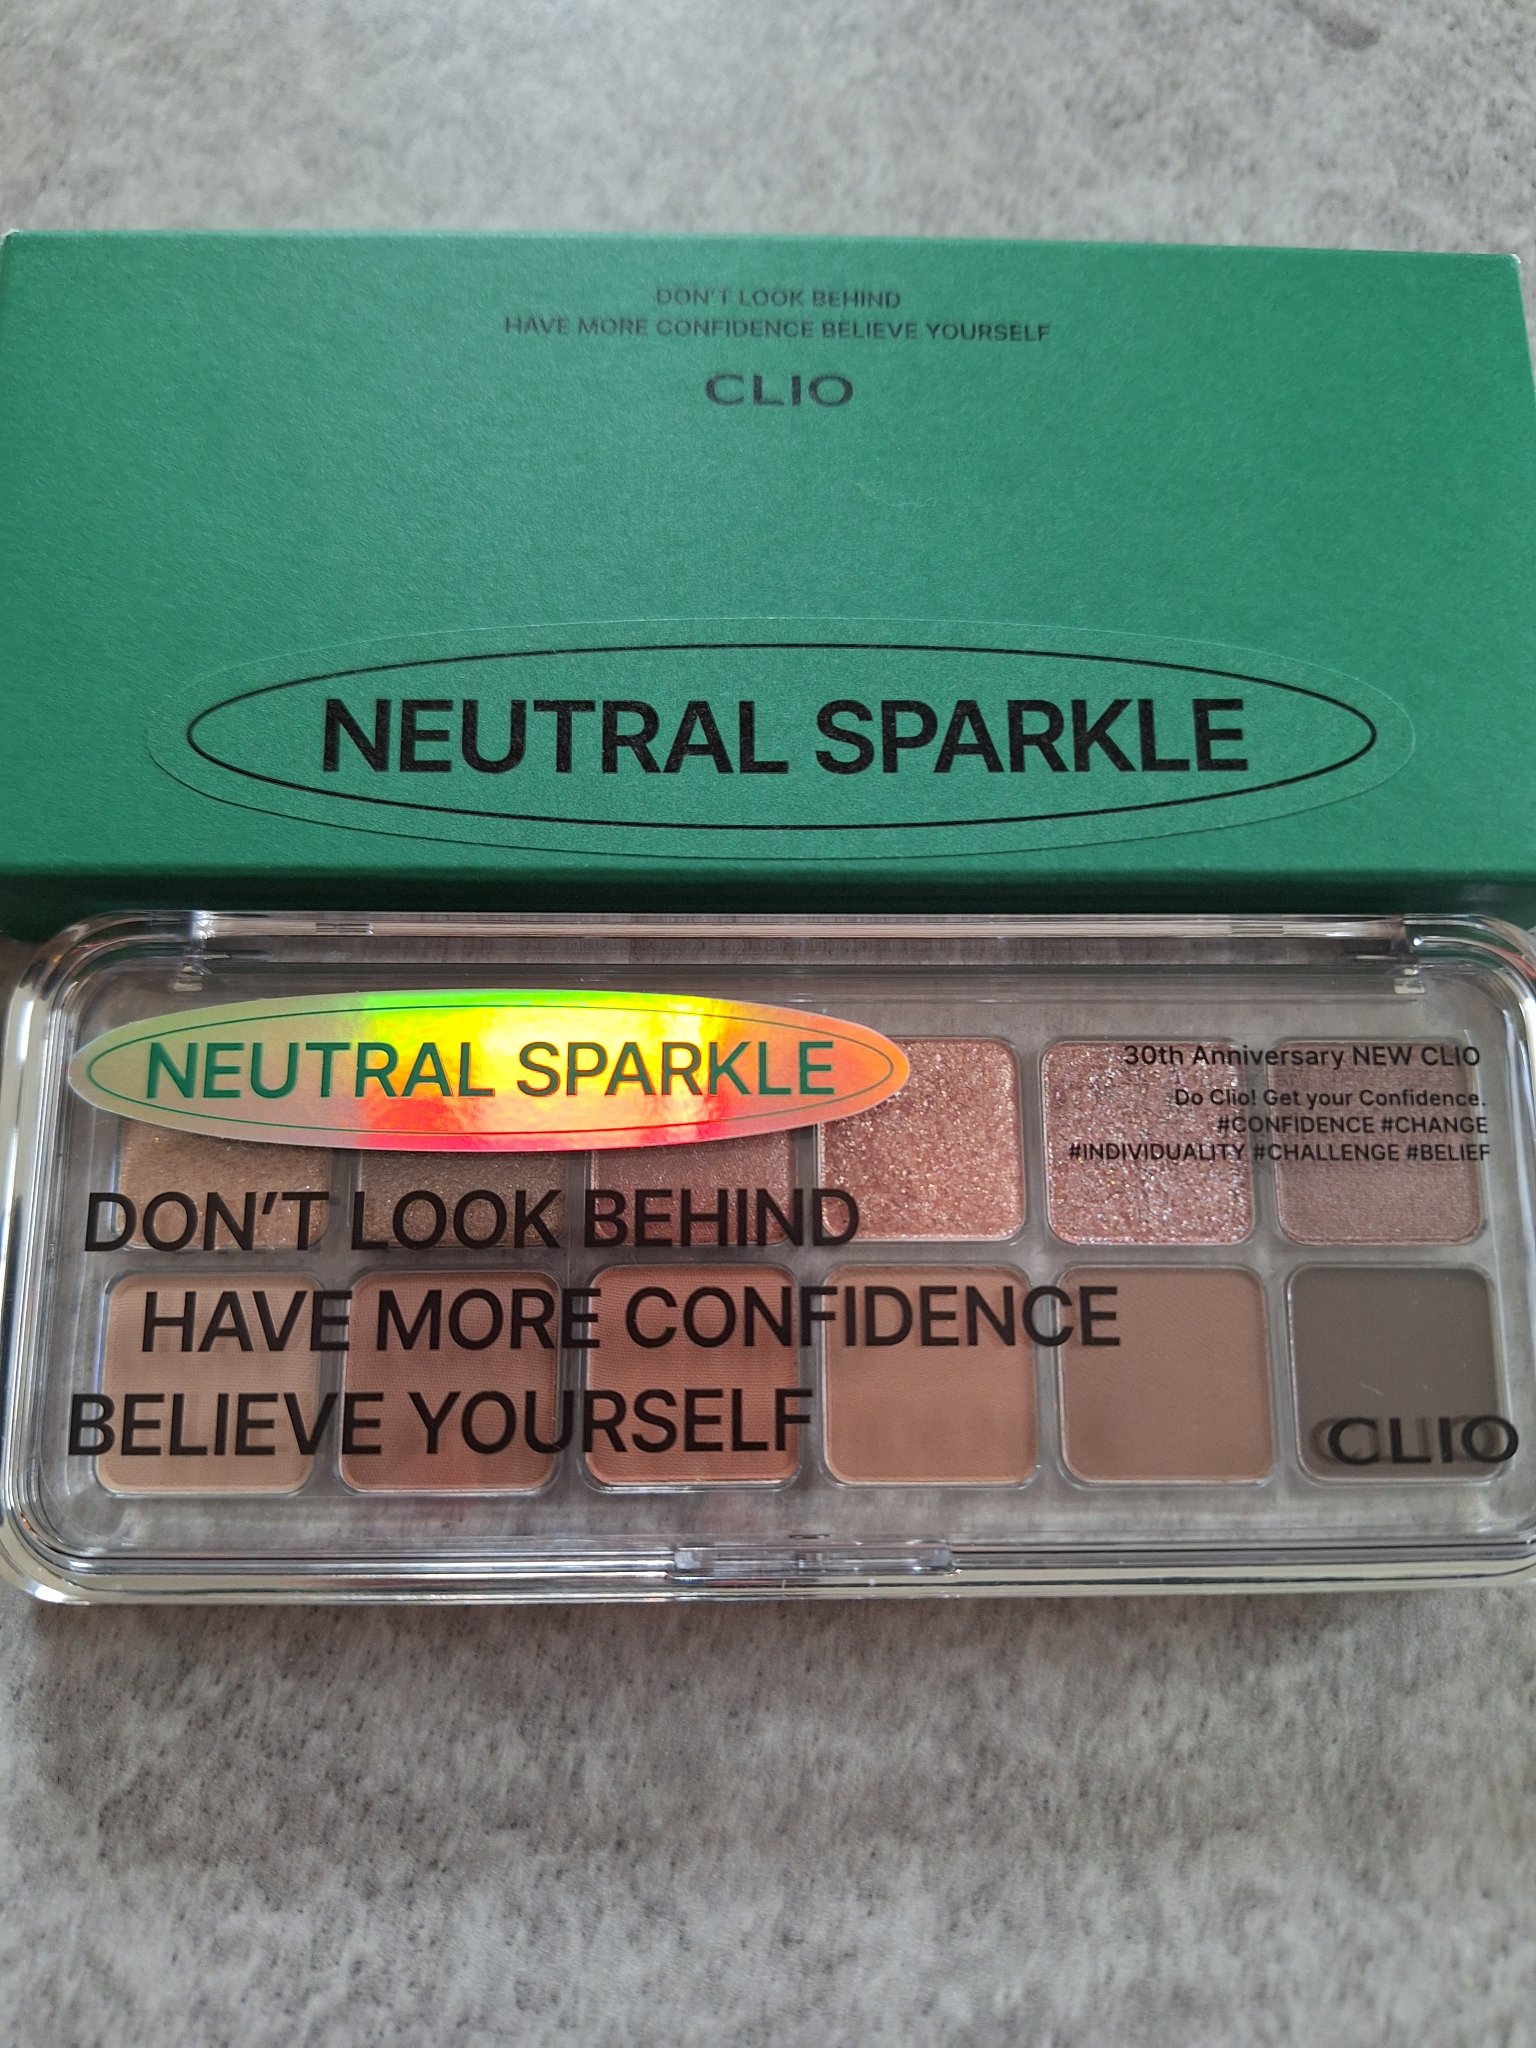 DON'T LOOK BEHIND
HAVE MORE CONFIDENCE BELIEVE YOURSELF
CLIO
NEUTRAL SPARKLE
NEUTRAL SPARKLE
30th Anniversary NEW CLIO
Do Clio! Get your Confidence.
#CONFIDENCE #CHANGE
#INDIVIDUALITY #CHALLENGE #BELIEF
DON'T LOOK BEHIND
HAVE MORE CONFIDENCE
BELIEVE YOURSELF
CLIO